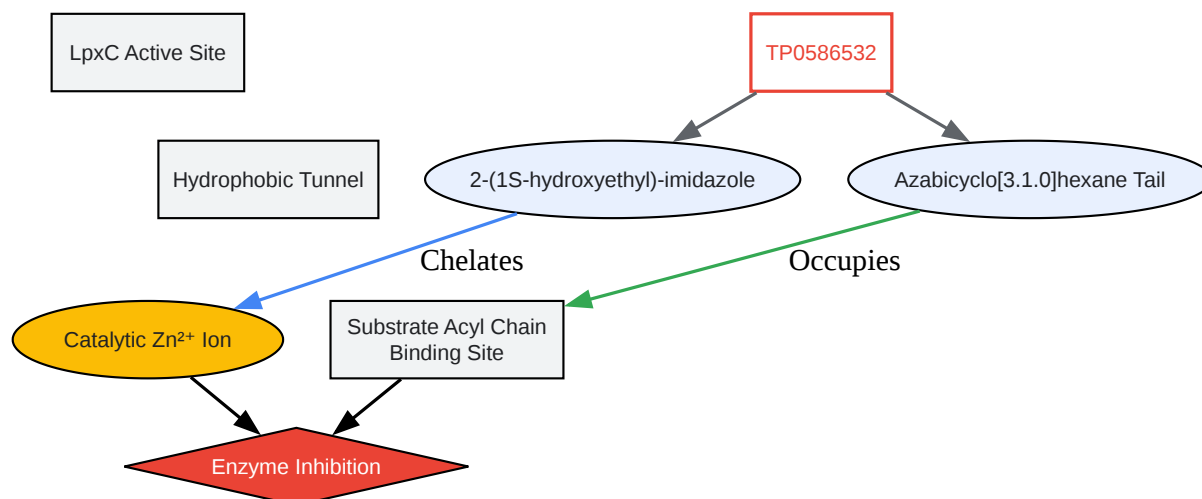 LpxC Active Site
TP0586532
Hydrophobic Tunnel
2-(1S-hydroxyethyl)-imidazole
Azabicyclo[3.1.0]hexane Tail
Chelates
Occupies
Catalytic Zn²⁺ Ion
Substrate Acyl Chain
Binding Site
Enzyme Inhibition